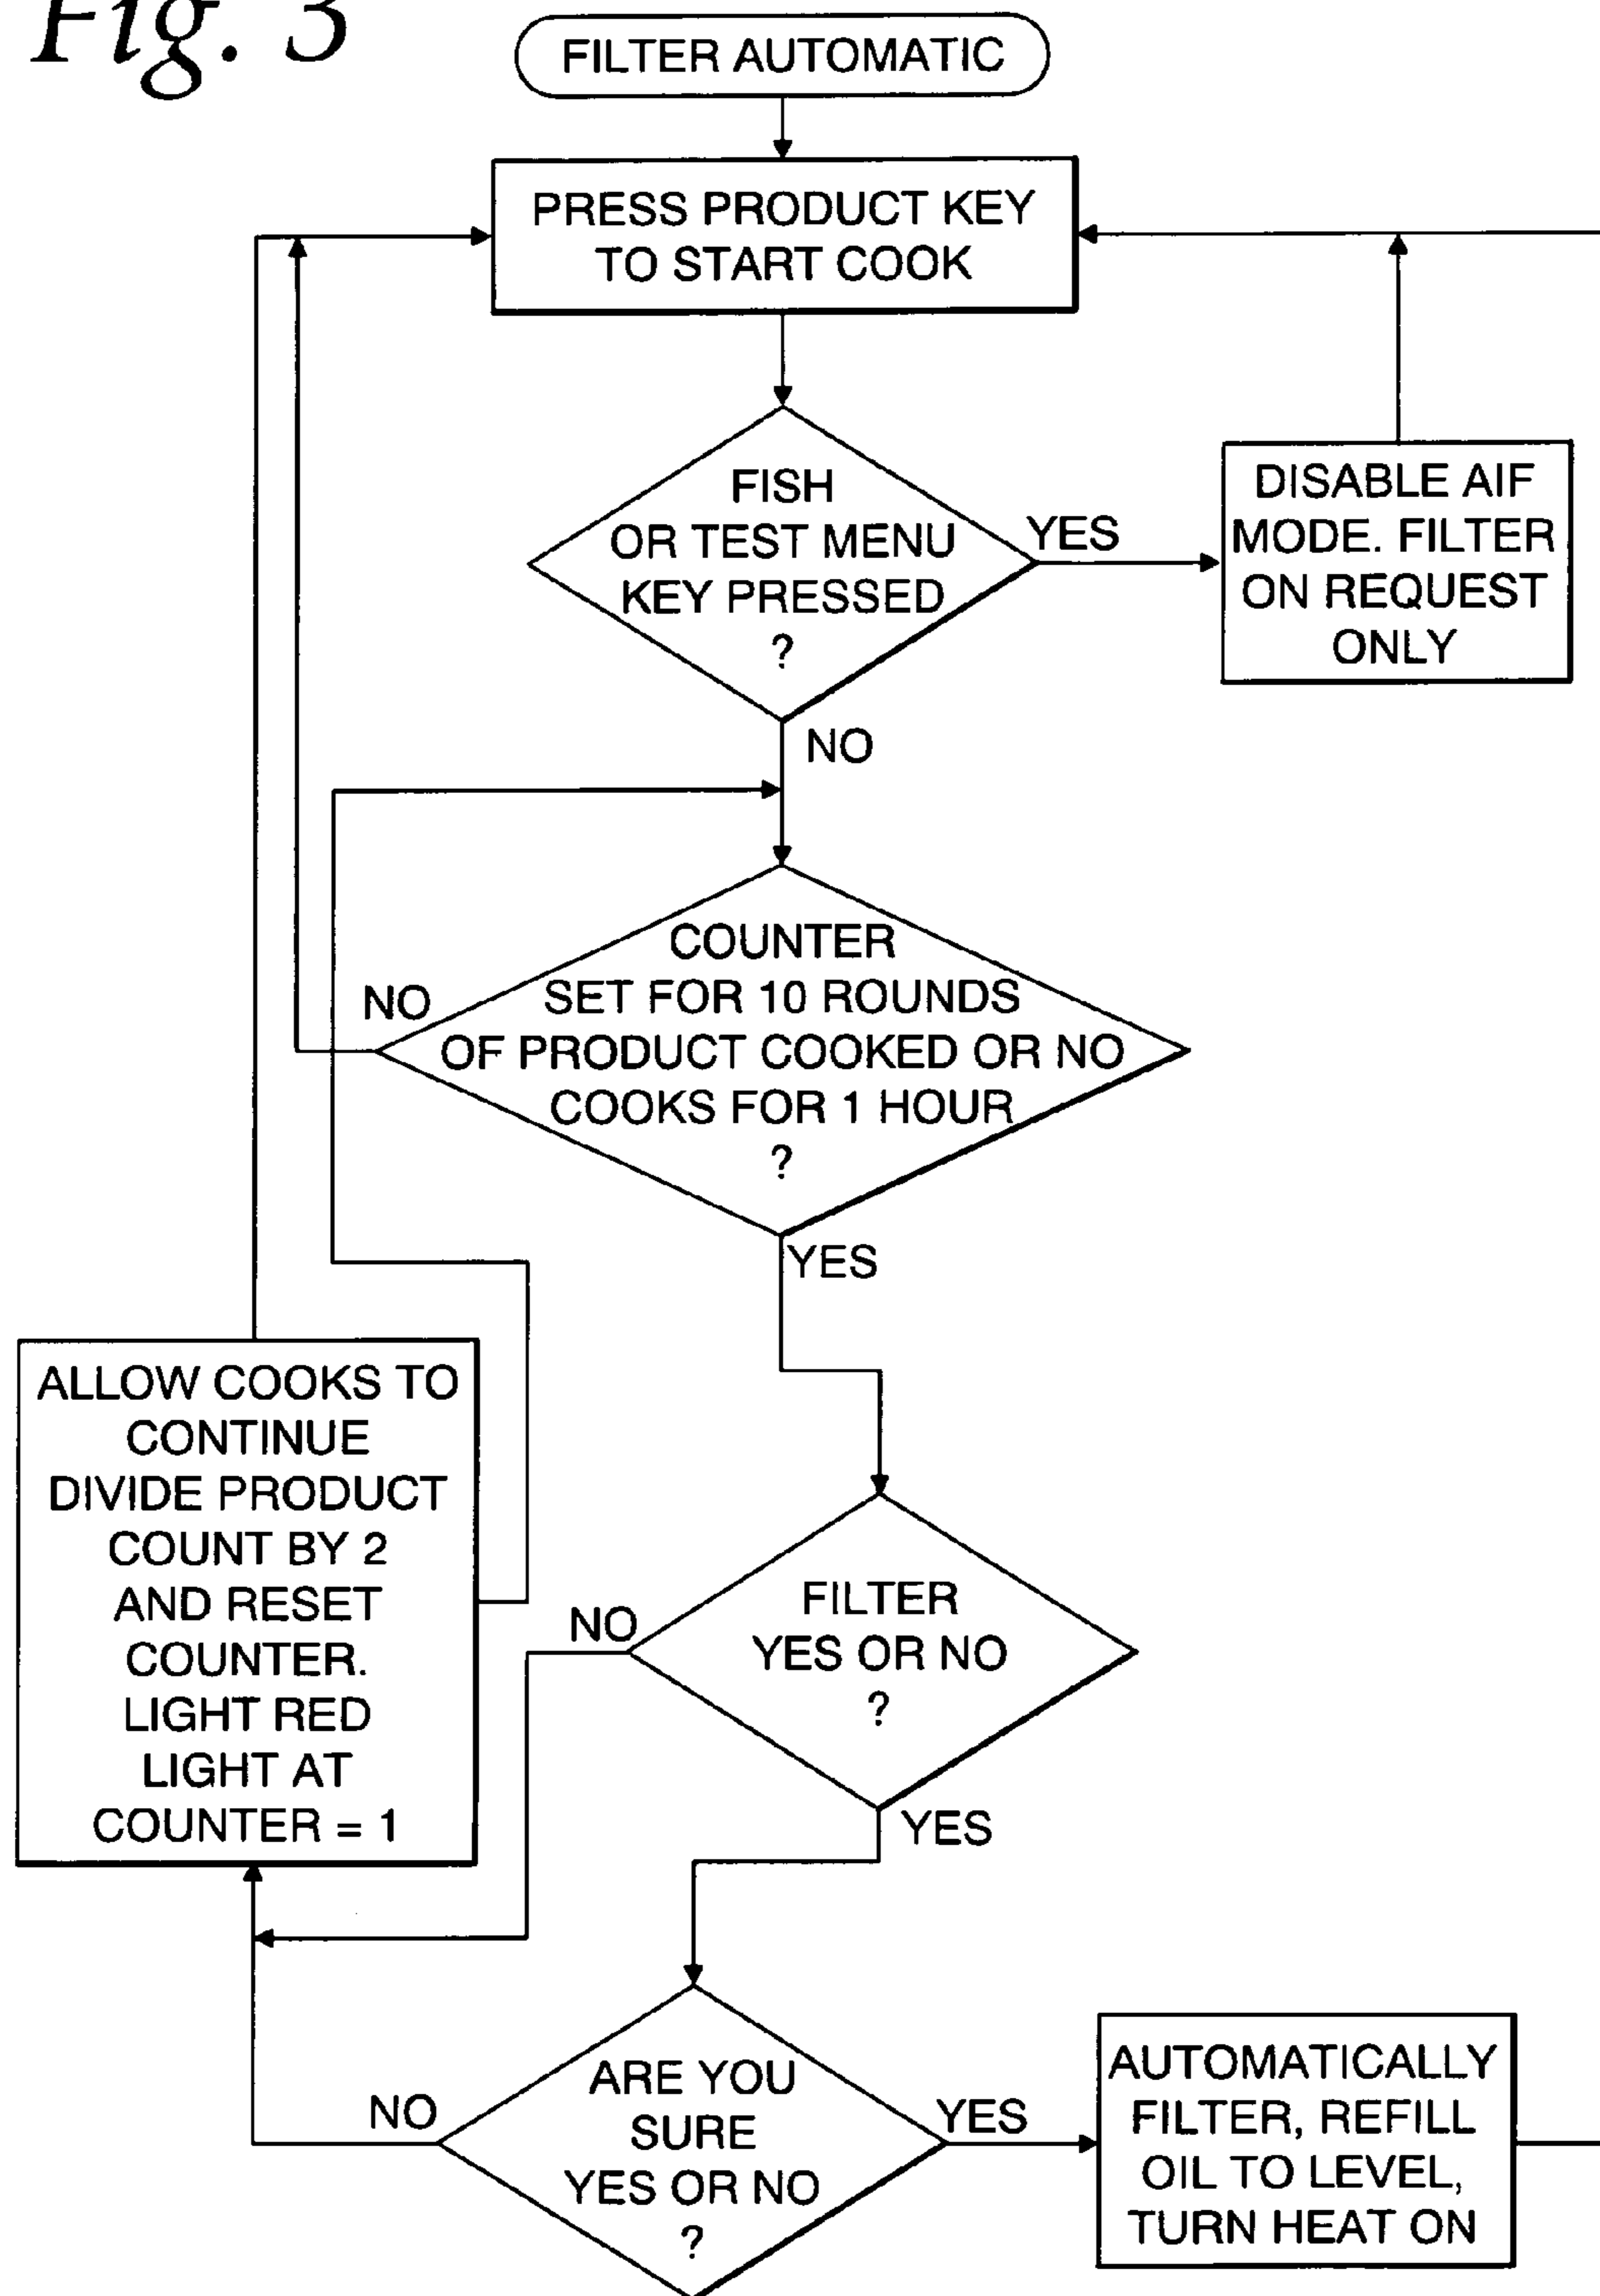 Fig. 3
FILTER AUTOMATIC
PRESS PRODUCT KEY
TO START COOK
FISH
OR TEST MENU
KEY PRESSED
?
YES
DISABLE AIF
MODE. FILTER
ON REQUEST
ONLY
NO
COUNTER
SET FOR 10 ROUNDS
OF PRODUCT COOKED OR NO
COOKS FOR 1 HOUR
?
NO
YES
ALLOW COOKS TO
CONTINUE
DIVIDE PRODUCT
COUNT BY 2
AND RESET
COUNTER.
LIGHT RED
LIGHT AT
COUNTER = 1
FILTER
YES OR NO
?
NO
YES
ARE YOU
SURE
YES OR NO
?
NO
YES
AUTOMATICALLY
FILTER, REFILL
OIL TO LEVEL,
TURN HEAT ON